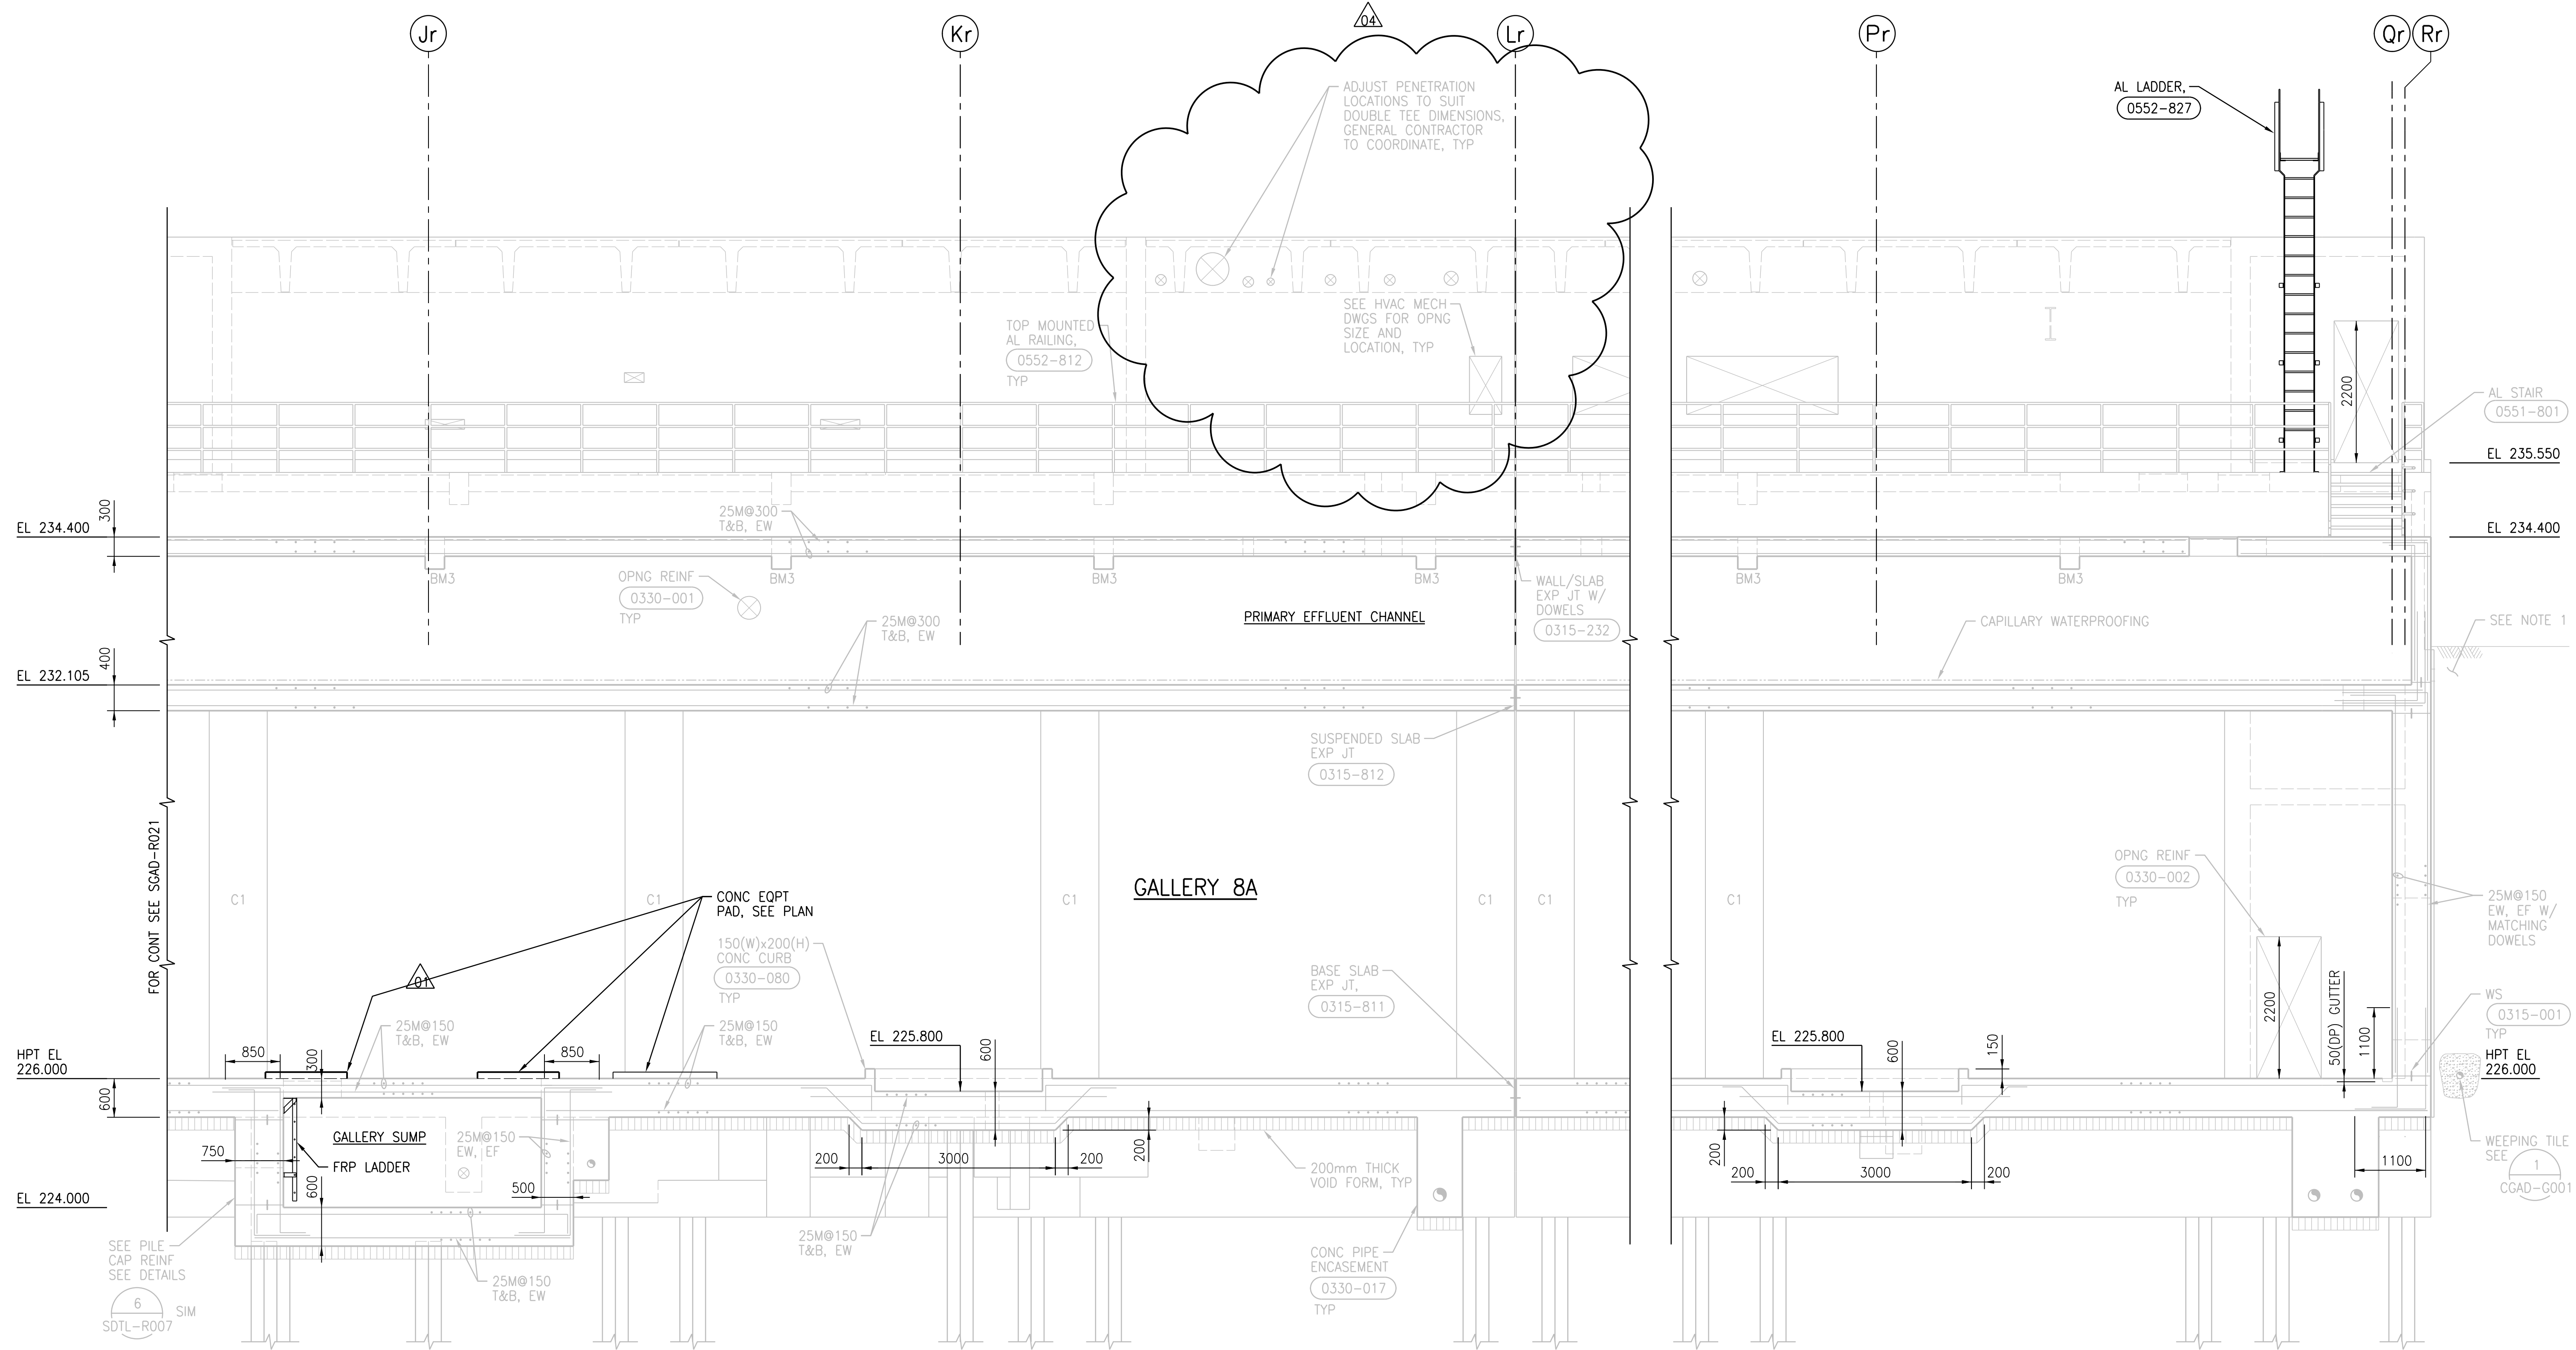 Jr
Kr
04
Lr
Pr
Qr
Rr
ADJUST PENETRATION
LOCATIONS TO SUIT
DOUBLE TEE DIMENSIONS,
GENERAL CONTRACTOR
TO COORDINATE, TYP
AL LADDER,
0552-827
SEE HVAC MECH
DWGS FOR OPNG
SIZE AND
LOCATION, TYP
TOP MOUNTED
AL RAILING,
0552-812
TYP
2200
AL STAIR
0551-801
EL 235.550
EL 234.400
300
25M@300
T&B, EW
EL 234.400
BM3
BM3
BM3
BM3
BM3
BM3
OPNG REINF
0330-001
TYP
WALL/SLAB
EXP JT W/
DOWELS
0315-232
PRIMARY EFFLUENT CHANNEL
25M@300
T&B, EW
CAPILLARY WATERPROOFING
SEE NOTE 1
EL 232.105
400
SUSPENDED SLAB
EXP JT
0315-812
FOR CONT SEE SGAD-R021
C1
C1
C1
C1
C1
C1
GALLERY 8A
CONC EQPT
PAD, SEE PLAN
OPNG REINF
0330-002
TYP
25M@150
EW, EF W/
MATCHING
DOWELS
150(W)x200(H)
CONC CURB
0330-080
TYP
01
BASE SLAB
EXP JT,
0315-811
2200
50(DP) GUTTER
1100
WS
0315-001
TYP
25M@150
T&B, EW
25M@150
T&B, EW
EL 225.800
600
EL 225.800
600
150
HPT EL
226.000
850
300
850
HPT EL
226.000
600
GALLERY SUMP
FRP LADDER
25M@150
EW, EF
750
600
500
200
3000
200
200
200mm THICK
VOID FORM, TYP
200
200
3000
200
1100
WEEPING TILE
SEE
1
CGAD-G001
EL 224.000
25M@150
T&B, EW
SEE PILE
CAP REINF
SEE DETAILS
6
SIM
SDTL-R007
25M@150
T&B, EW
CONC PIPE
ENCASEMENT
0330-017
TYP